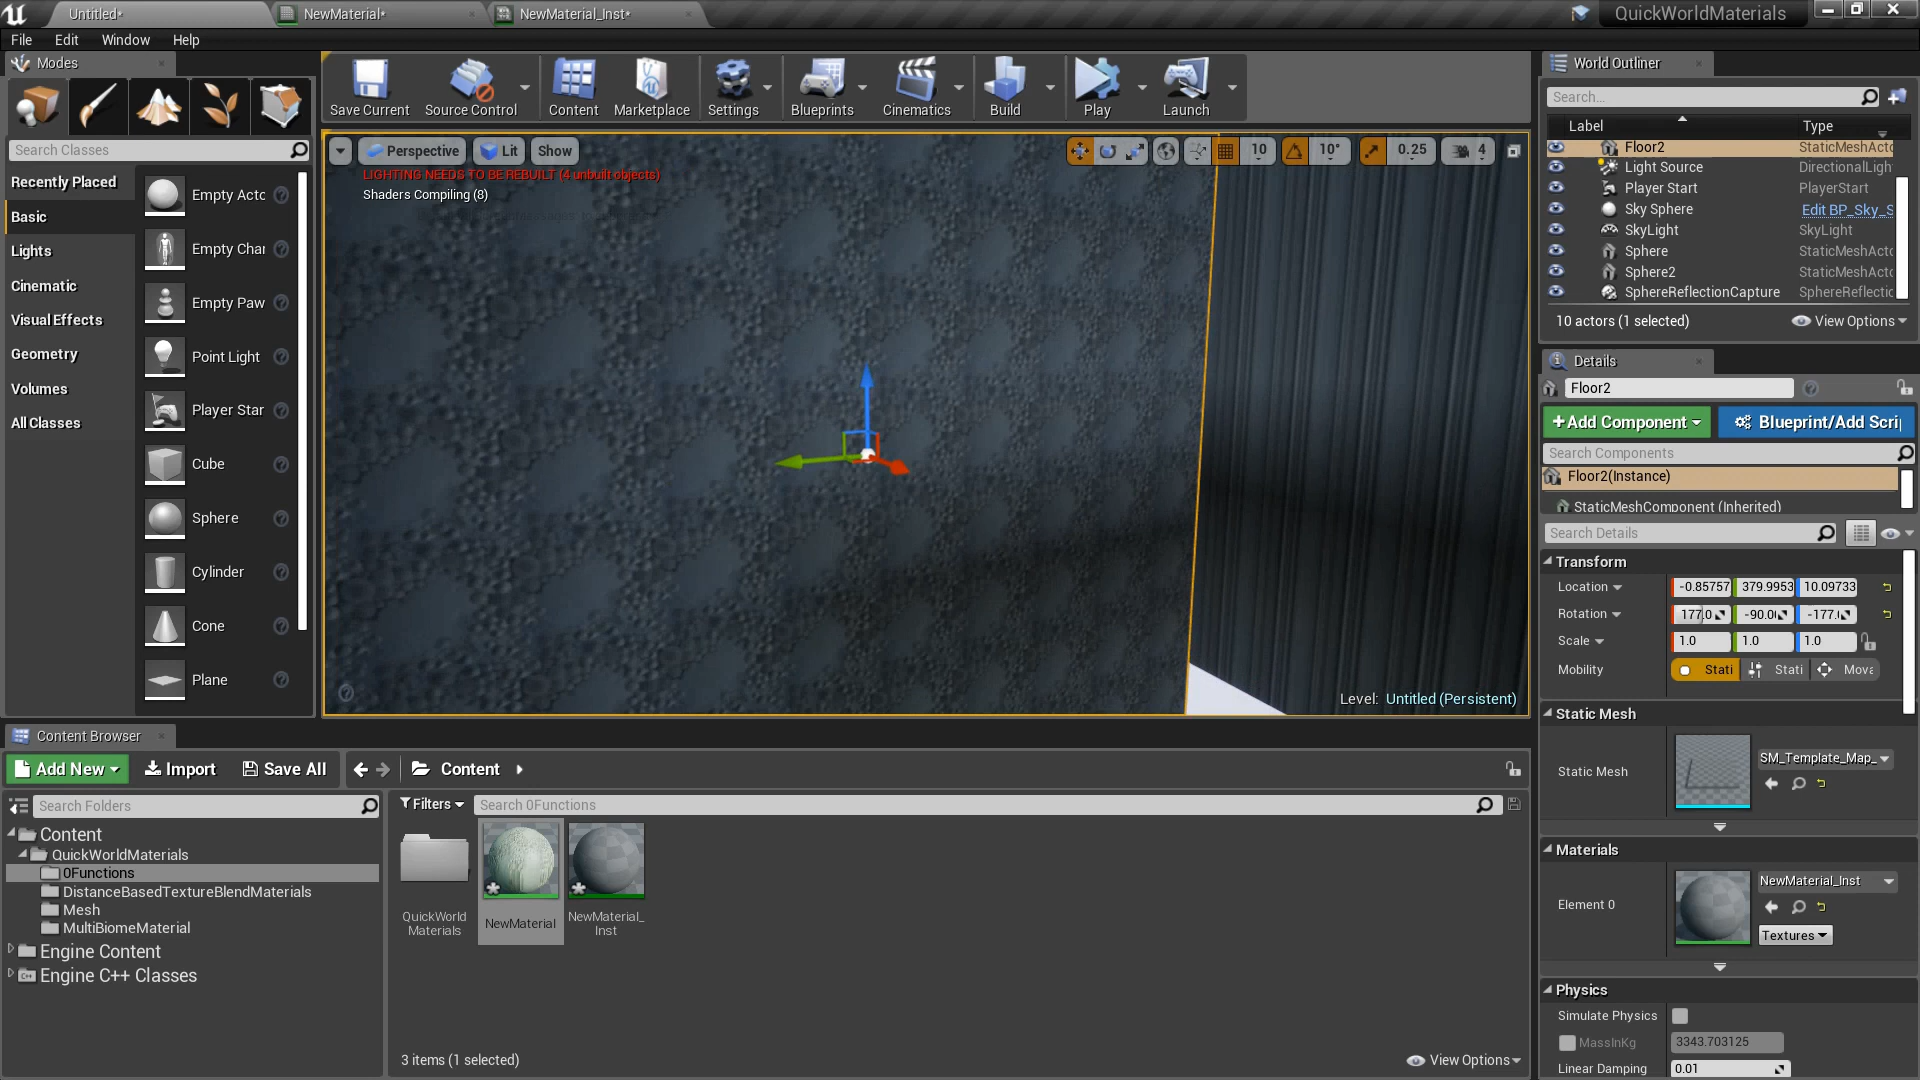 Untitled*
NewMaterial*
NewMaterial_Inst*
QuickWorldMaterials
File Edit Window Help
Modes
Search Classes
Recently Placed
Basic
Lights
Cinematic
Visual Effects
Geometry
Volumes
All Classes
Empty Actc
Empty Char
Empty Paw
Point Light
Player Star
Cube
Sphere
Cylinder
Cone
Plane
Save Current
Source Control
Content
Marketplace
Settings
Blueprints
Cinematics
Build
Play
Launch
Perspective Lit Show 10 10° 0.25 4
LIGHTING NEEDS TO BE REBUILT (4 unbuilt objects)
Shaders Compiling (8)
Level: Untitled (Persistent)
World Outliner
Search...
Label Type
Floor2 StaticMeshActc
Light Source DirectionalLigh
Player Start PlayerStart
Sky Sphere Edit BP_Sky_S
SkyLight SkyLight
Sphere StaticMeshActc
Sphere2 StaticMeshActc
SphereReflectionCapture SphereReflectic
10 actors (1 selected) View Options
Details
Floor2
+Add Component Blueprint/Add Scri
Search Components
Floor2(Instance)
StaticMeshComponent (Inherited)
Search Details
Transform
Location -0.85757 379.9953 10.09733
Rotation 177.0 -90.0 -177.
Scale 1.0 1.0 1.0
Mobility Stati Stati Mova
Static Mesh
Static Mesh SM_Template_Map_
Materials
Element 0 NewMaterial_Inst
Textures
Physics
Simulate Physics
MassInKg 3343.703125
Linear Damping 0.01
Content Browser
Add New Import Save All Content
Search Folders
Content
QuickWorldMaterials
0Functions
DistanceBasedTextureBlendMaterials
Mesh
MultiBiomeMaterial
Engine Content
Engine C++ Classes
Filters Search 0Functions
QuickWorld
Materials
NewMaterial
NewMaterial_
Inst
3 items (1 selected) View Options